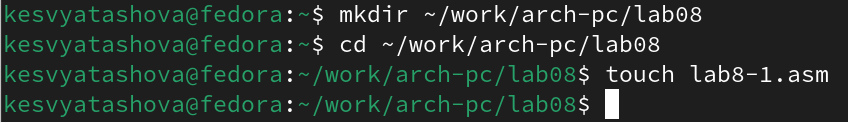 kesvyatashova@fedora:~$ mkdir ~/work/arch-pc/lab08
kesvyatashova@fedora:~$ cd ~/work/arch-pc/lab08
kesvyatashova@fedora:~/work/arch-pc/lab08$ touch lab8-1.asm
kesvyatashova@fedora:~/work/arch-pc/lab08$